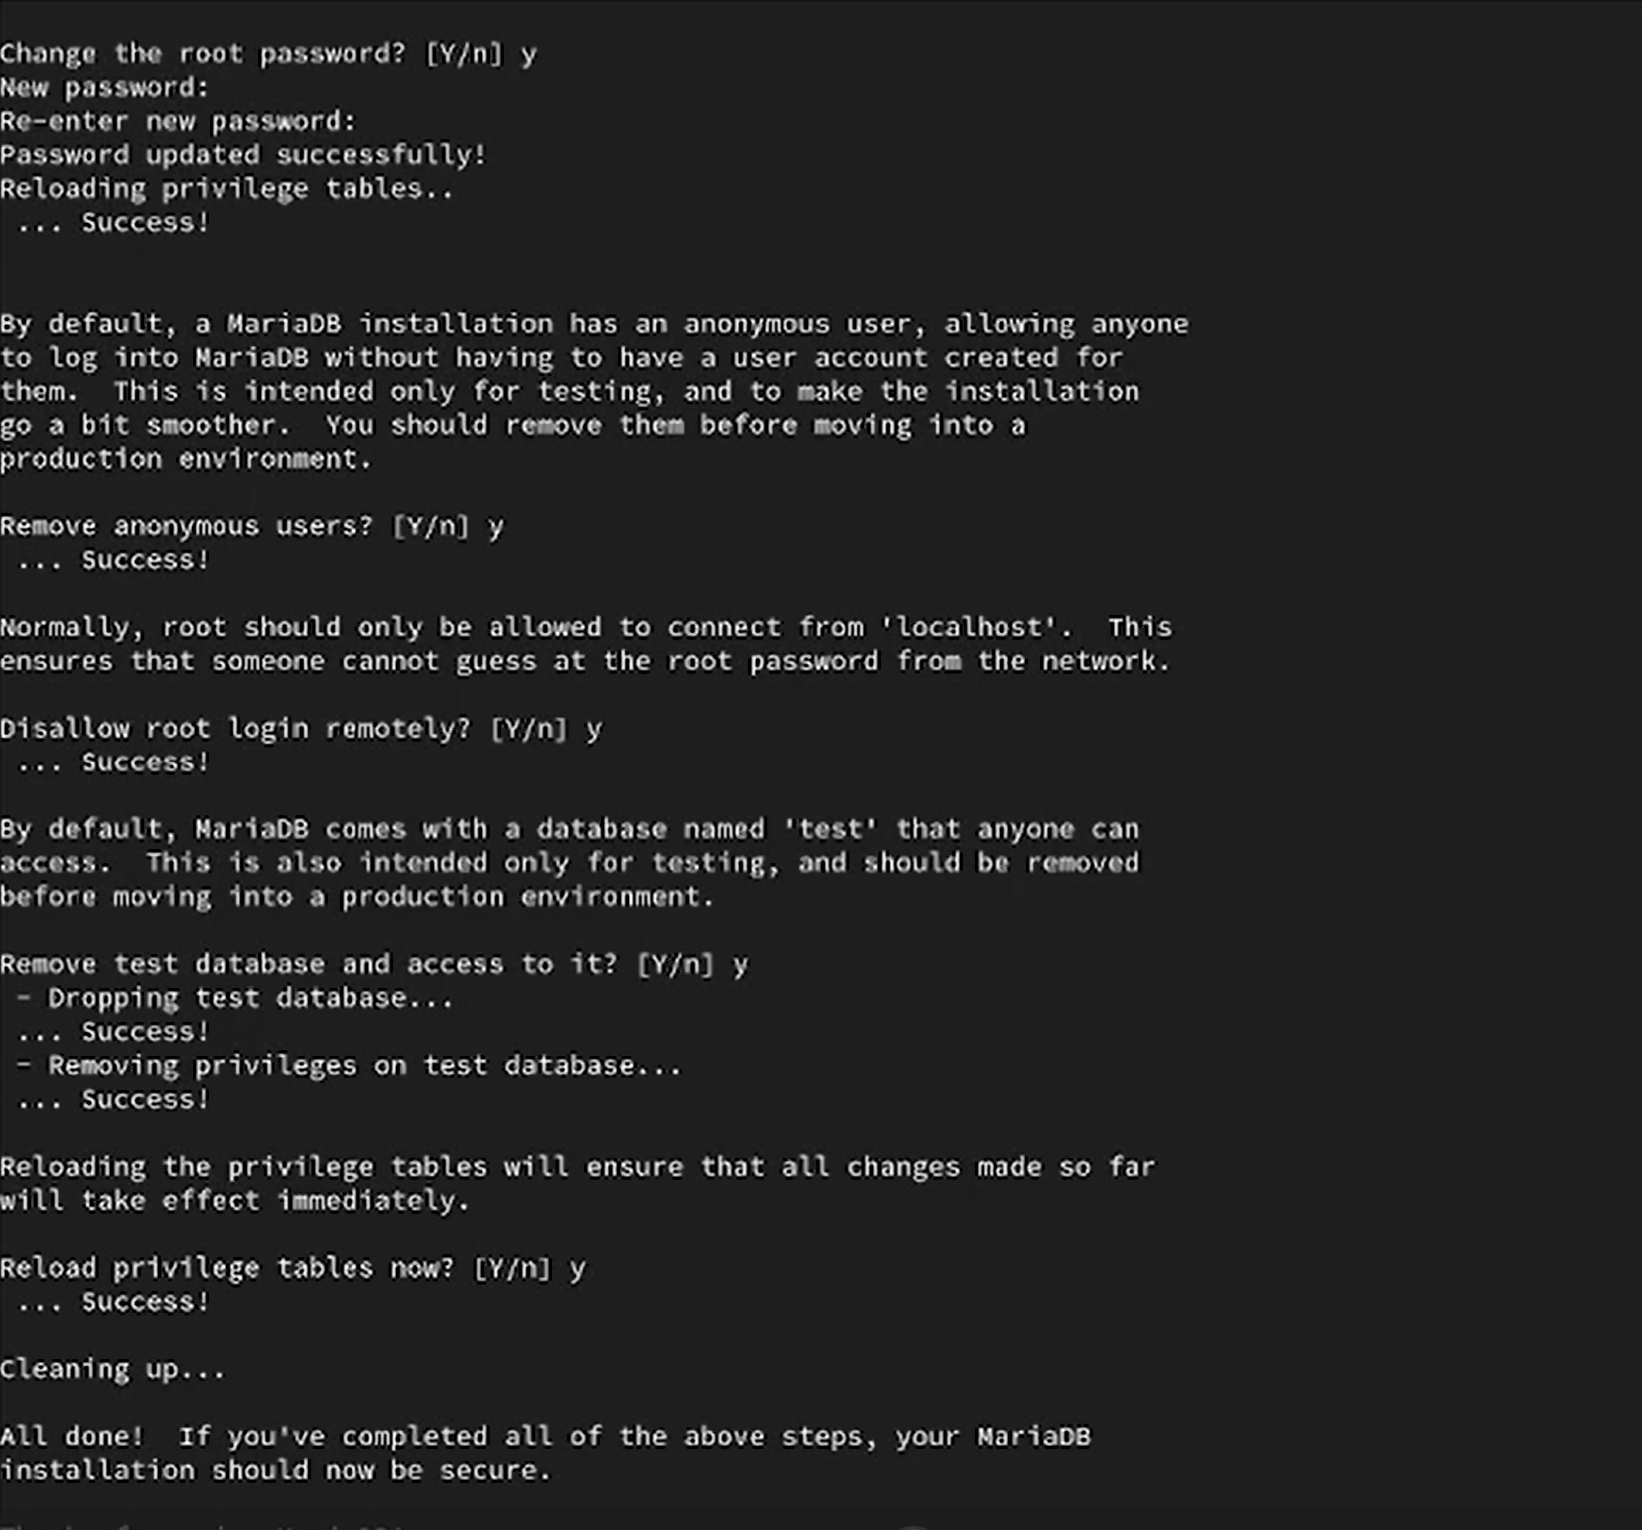 Change the root password? [Y/n] y
New password:
Re-enter new password:
Password updated successfully!
Reloading privilege tables..
 ... Success!
By default, a MariaDB installation has an anonymous user, allowing anyone
to log into MariaDB without having to have a user account created for
them.  This is intended only for testing, and to make the installation
go a bit smoother.  You should remove them before moving into a
production environment.
Remove anonymous users? [Y/n] y
 ... Success!
Normally, root should only be allowed to connect from 'localhost'.  This
ensures that someone cannot guess at the root password from the network.
Disallow root login remotely? [Y/n] y
 ... Success!
By default, MariaDB comes with a database named 'test' that anyone can
access.  This is also intended only for testing, and should be removed
before moving into a production environment.
Remove test database and access to it? [Y/n] y
 - Dropping test database...
 ... Success!
 - Removing privileges on test database...
 ... Success!
Reloading the privilege tables will ensure that all changes made so far
will take effect immediately.
Reload privilege tables now? [Y/n] y
 ... Success!
Cleaning up...
All done!  If you've completed all of the above steps, your MariaDB
installation should now be secure.